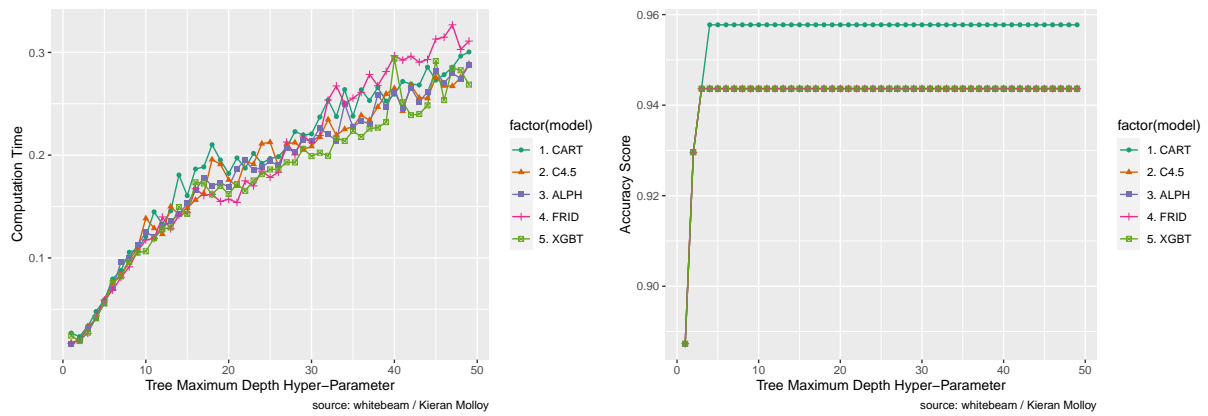 0.3
0.2
0.1
0 10 20 30 40 50
Computation Time
Tree Maximum Depth Hyper−Parameter
source: whitebeam / Kieran Molloy
factor(model)
1. CART
2. C4.5
3. ALPH
4. FRID
5. XGBT
0.96
0.94
0.92
0.90
0 10 20 30 40 50
Accuracy Score
Tree Maximum Depth Hyper−Parameter
source: whitebeam / Kieran Molloy
factor(model)
1. CART
2. C4.5
3. ALPH
4. FRID
5. XGBT